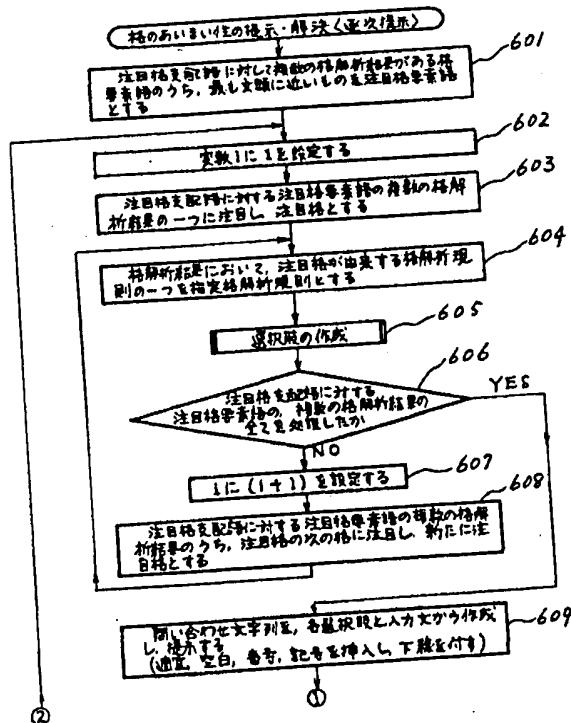 格のあいまい性の提示・解決〈逐次提示〉
601
注目格支配語に対して複数の格解析結果がある格
要素語のうち、最も文頭に近いものを注目格要素語
とする
602
変数iに1を設定する
603
注目格支配語に対する注目格要素語の複数の格解
析結果の一つに注目し、注目格とする
604
格解析結果において、注目格が由来する格解析規
則の一つを指定格解析規則とする
605
選択肢の作成
606
注目格支配語に対する
注目格要素語の、複数の格解析結果の
全てを処理したか
YES
NO
607
iに(i+1)を設定する
608
注目格支配語に対する注目格要素語の複数の格解
析結果のうち、注目格の次の格に注目し、新たに注
目格とする
609
問い合わせ文字列を、各選択肢と入力文から作成
し、提示する
(適宜、空白、番号、記号を挿入し、下線を付す)
①
②